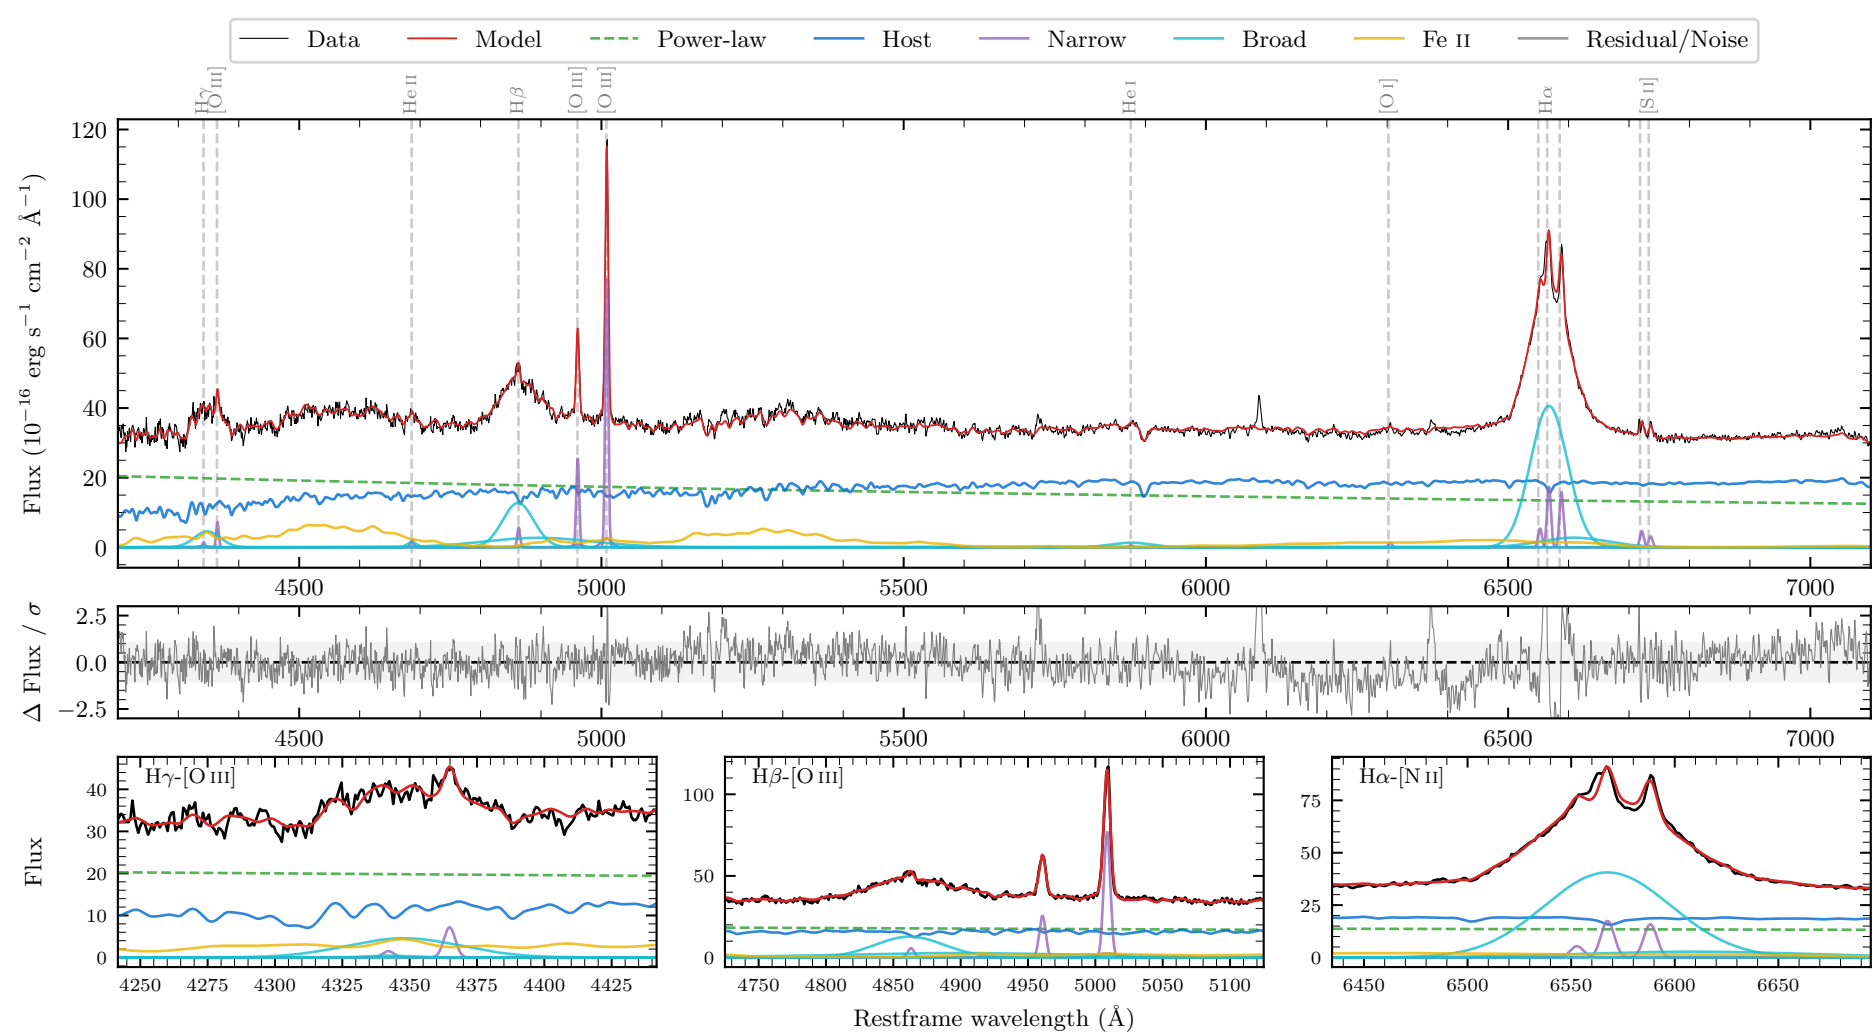 Data Model Power-law Host Narrow Broad Fe II Residual/Noise
Hγ [O III] He II Hβ [O III] [O III] He I [O I] Hα [S II]
Flux (10⁻¹⁶ erg s⁻¹ cm⁻² Å⁻¹)
120
100
80
60
40
20
0
4500 5000 5500 6000 6500 7000
Δ Flux / σ
2.5
0.0
−2.5
4500 5000 5500 6000 6500 7000
Flux
Hγ-[O III]
40
30
20
10
0
4250 4275 4300 4325 4350 4375 4400 4425
Hβ-[O III]
100
50
0
4750 4800 4850 4900 4950 5000 5050 5100
Hα-[N II]
75
50
25
0
6450 6500 6550 6600 6650
Restframe wavelength (Å)